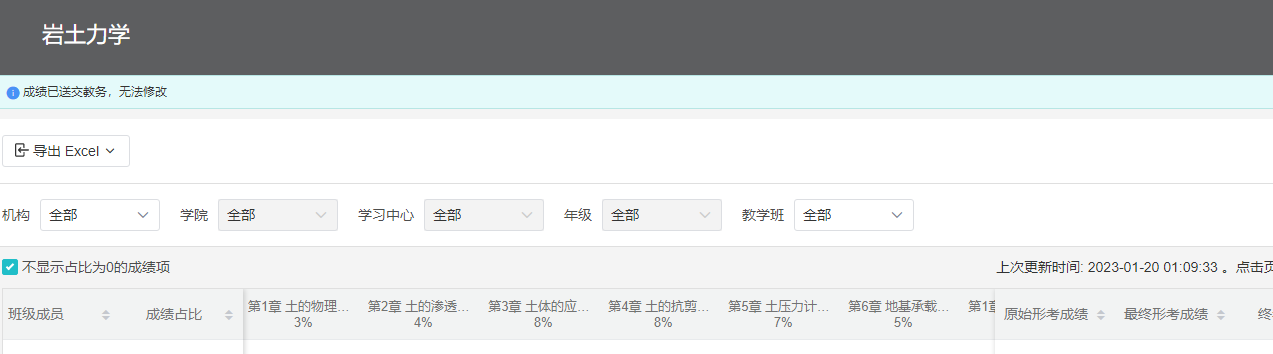 岩土力学
成绩已送交教务，无法修改
导出 Excel
机构 全部 学院 全部 学习中心 全部 年级 全部 教学班 全部
不显示占比为0的成绩项 上次更新时间: 2023-01-20 01:09:33 。点击页
班级成员 成绩占比 第1章 土的物理... 第2章 土的渗透... 第3章 土体的应... 第4章 土的抗剪... 第5章 土压力计... 第6章 地基承载... 第1章 原始形考成绩 最终形考成绩 终
3% 4% 8% 8% 7% 5%